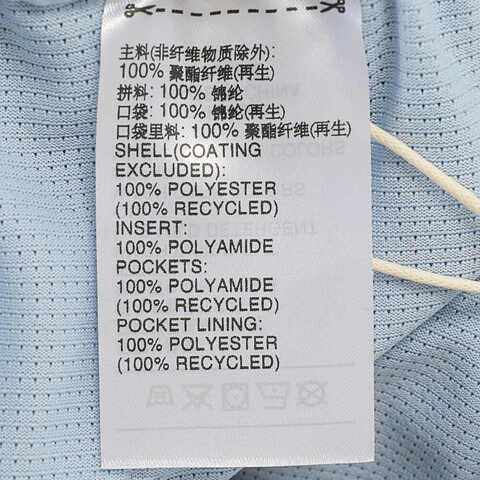 主料(非纤维物质除外):
100% 聚酯纤维(再生)
拼料: 100% 锦纶
口袋: 100% 锦纶(再生)
口袋里料: 100% 聚酯纤维(再生)
SHELL(COATING
EXCLUDED):
100% POLYESTER
(100% RECYCLED)
INSERT:
100% POLYAMIDE
POCKETS:
100% POLYAMIDE
(100% RECYCLED)
POCKET LINING:
100% POLYESTER
(100% RECYCLED)